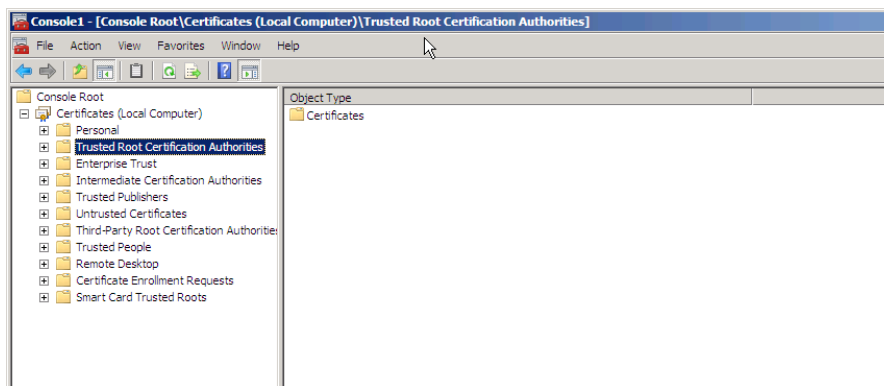 Console1 - [Console Root\Certificates (Local Computer)\Trusted Root Certification Authorities]
File Action View Favorites Window Help
Console Root
Certificates (Local Computer)
Personal
Trusted Root Certification Authorities
Enterprise Trust
Intermediate Certification Authorities
Trusted Publishers
Untrusted Certificates
Third-Party Root Certification Authorities
Trusted People
Remote Desktop
Certificate Enrollment Requests
Smart Card Trusted Roots
Object Type
Certificates